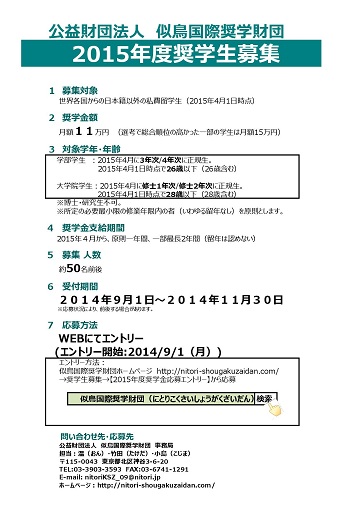 公益財団法人 似鳥国際奨学財団
2015年度奨学生募集
1 募集対象
世界各国からの日本籍以外の私費留学生（2015年4月1日時点）
2 奨学金額
月額１１万円 （選考で総合順位の高かった一部の学生は月額15万円）
3 対象学年・年齢
学部学生 ：2015年4月に3年次/4年次に正規生。
2015年4月1日時点で26歳以下（26歳含む）
大学院学生：2015年4月に修士1年次/修士2年次に正規生。
2015年4月1日時点で28歳以下（28歳含む）
※博士・研究生不可。
※所定の必要最小限の修業年限内の者（いわゆる留年なし）を原則とします。
4 奨学金支給期間
2015年４月から、原則一年間、一部最長2年間（留年は認めない）
5 募集 人数
約50名前後
6 受付期間
２０１４年９月１日～２０１４年１１月３０日
※応募状況により、前後する場合があります。
7 応募方法
WEBにてエントリー
(エントリー開始:2014/9/1（月）)
エントリー方法：
似鳥国際奨学財団ホームページ http://nitori-shougakuzaidan.com/
→奨学生募集→【2015年度奨学金応募エントリー】から応募
似鳥国際奨学財団（にとりこくさいしょうがくざいだん）検索
問い合わせ先・応募先
公益財団法人 似鳥国際奨学財団 事務局
担当：温（おん）・竹田（たけだ）・小島（こじま）
〒115-0043 東京都北区神谷3-6-20
TEL:03-3903-3593 FAX:03-6741-1291
E-mail: nitoriKSZ_09@nitori.jp
ホームページ：http://nitori-shougakuzaidan.com/